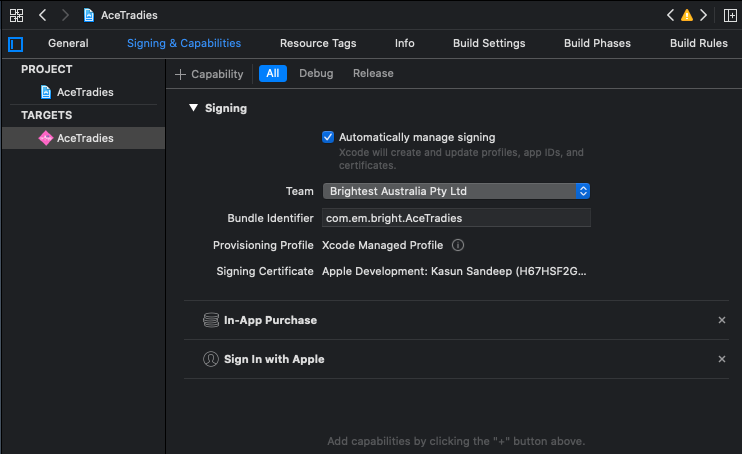 AceTradies
General Signing & Capabilities Resource Tags Info Build Settings Build Phases Build Rules
PROJECT
AceTradies
TARGETS
AceTradies
+ Capability All Debug Release
Signing
Automatically manage signing
Xcode will create and update profiles, app IDs, and
certificates.
Team Brightest Australia Pty Ltd
Bundle Identifier com.em.bright.AceTradies
Provisioning Profile Xcode Managed Profile
Signing Certificate Apple Development: Kasun Sandeep (H67HSF2G...
In-App Purchase
Sign In with Apple
Add capabilities by clicking the "+" button above.